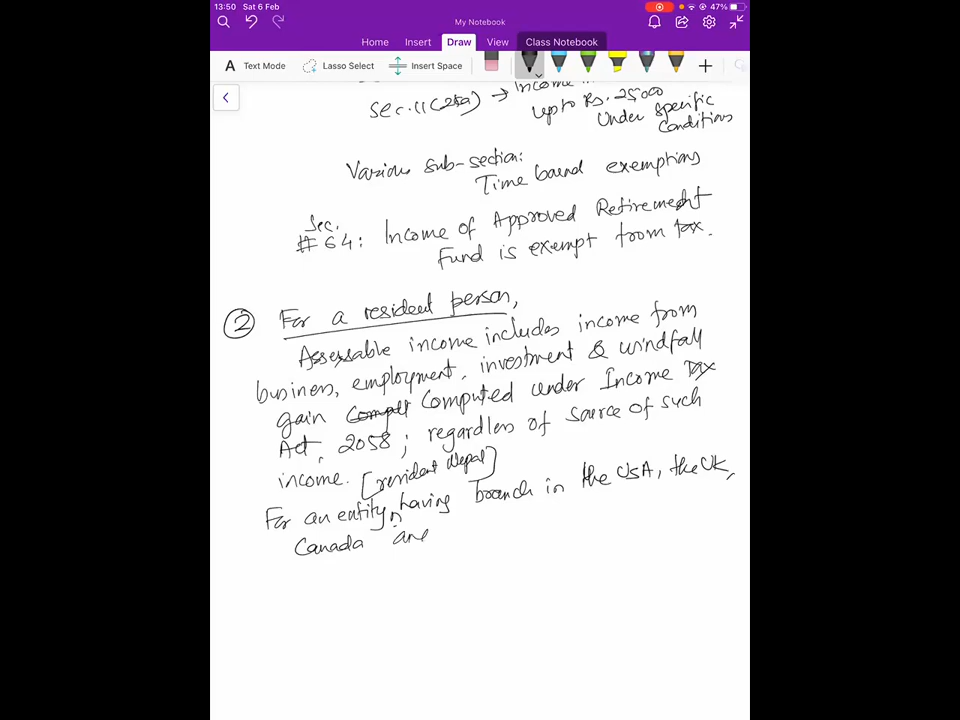 13:50 Sat 6 Feb
47%
My Notebook
Home Insert Draw View Class Notebook
Text Mode Lasso Select Insert Space
Sec. 11(2Ka) → Income
upto Rs. 25000
Under specific
Conditions
Various sub-section:
Time bound exemptions
Sec.
# 64: Income of Approved Retirement
Fund is exempt from tax.
② For a resident person,
Assessable income includes income from
business, employment, investment & windfall
gain Computed under Income Tax
Act, 2058; regardless of source of such
income. [resident Nepal]
For an entity having branch in the USA, the UK,
Canada are